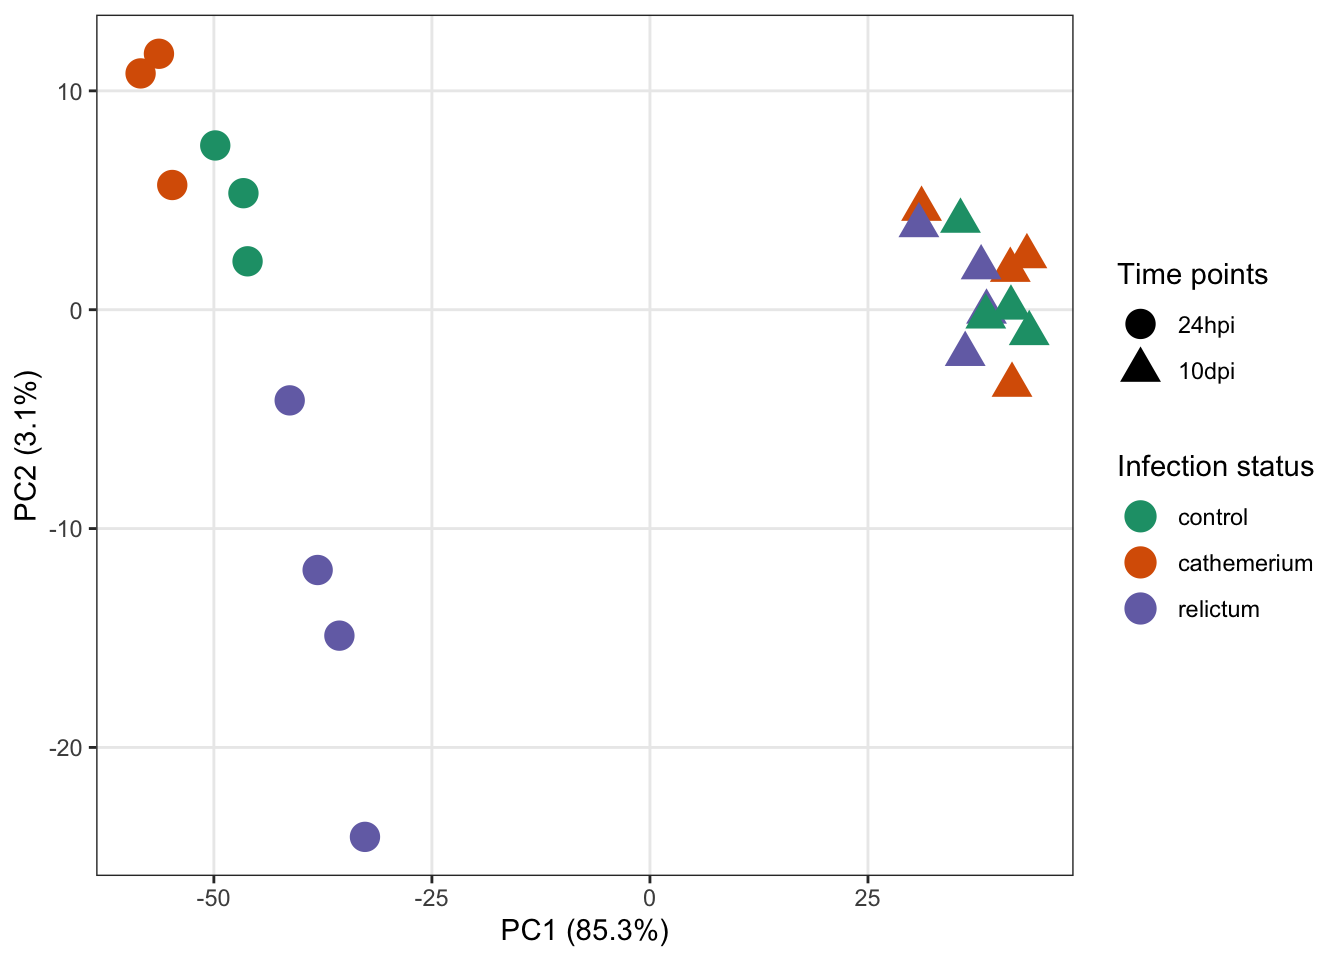 10
0
-10
-20
PC2 (3.1%)
-50
-25
0
25
PC1 (85.3%)
Time points
24hpi
10dpi
Infection status
control
cathemerium
relictum